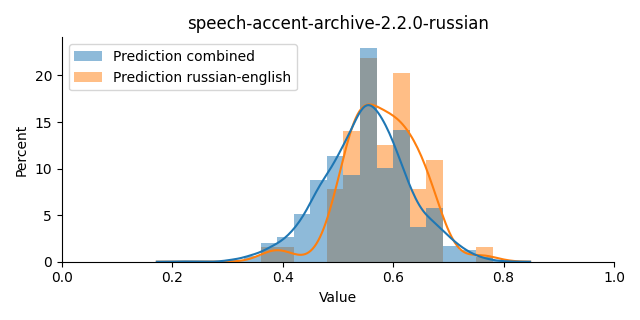 speech-accent-archive-2.2.0-russian
Prediction combined
Prediction russian-english
Percent
20
15
10
5
0
0.0 0.2 0.4 0.6 0.8 1.0
Value